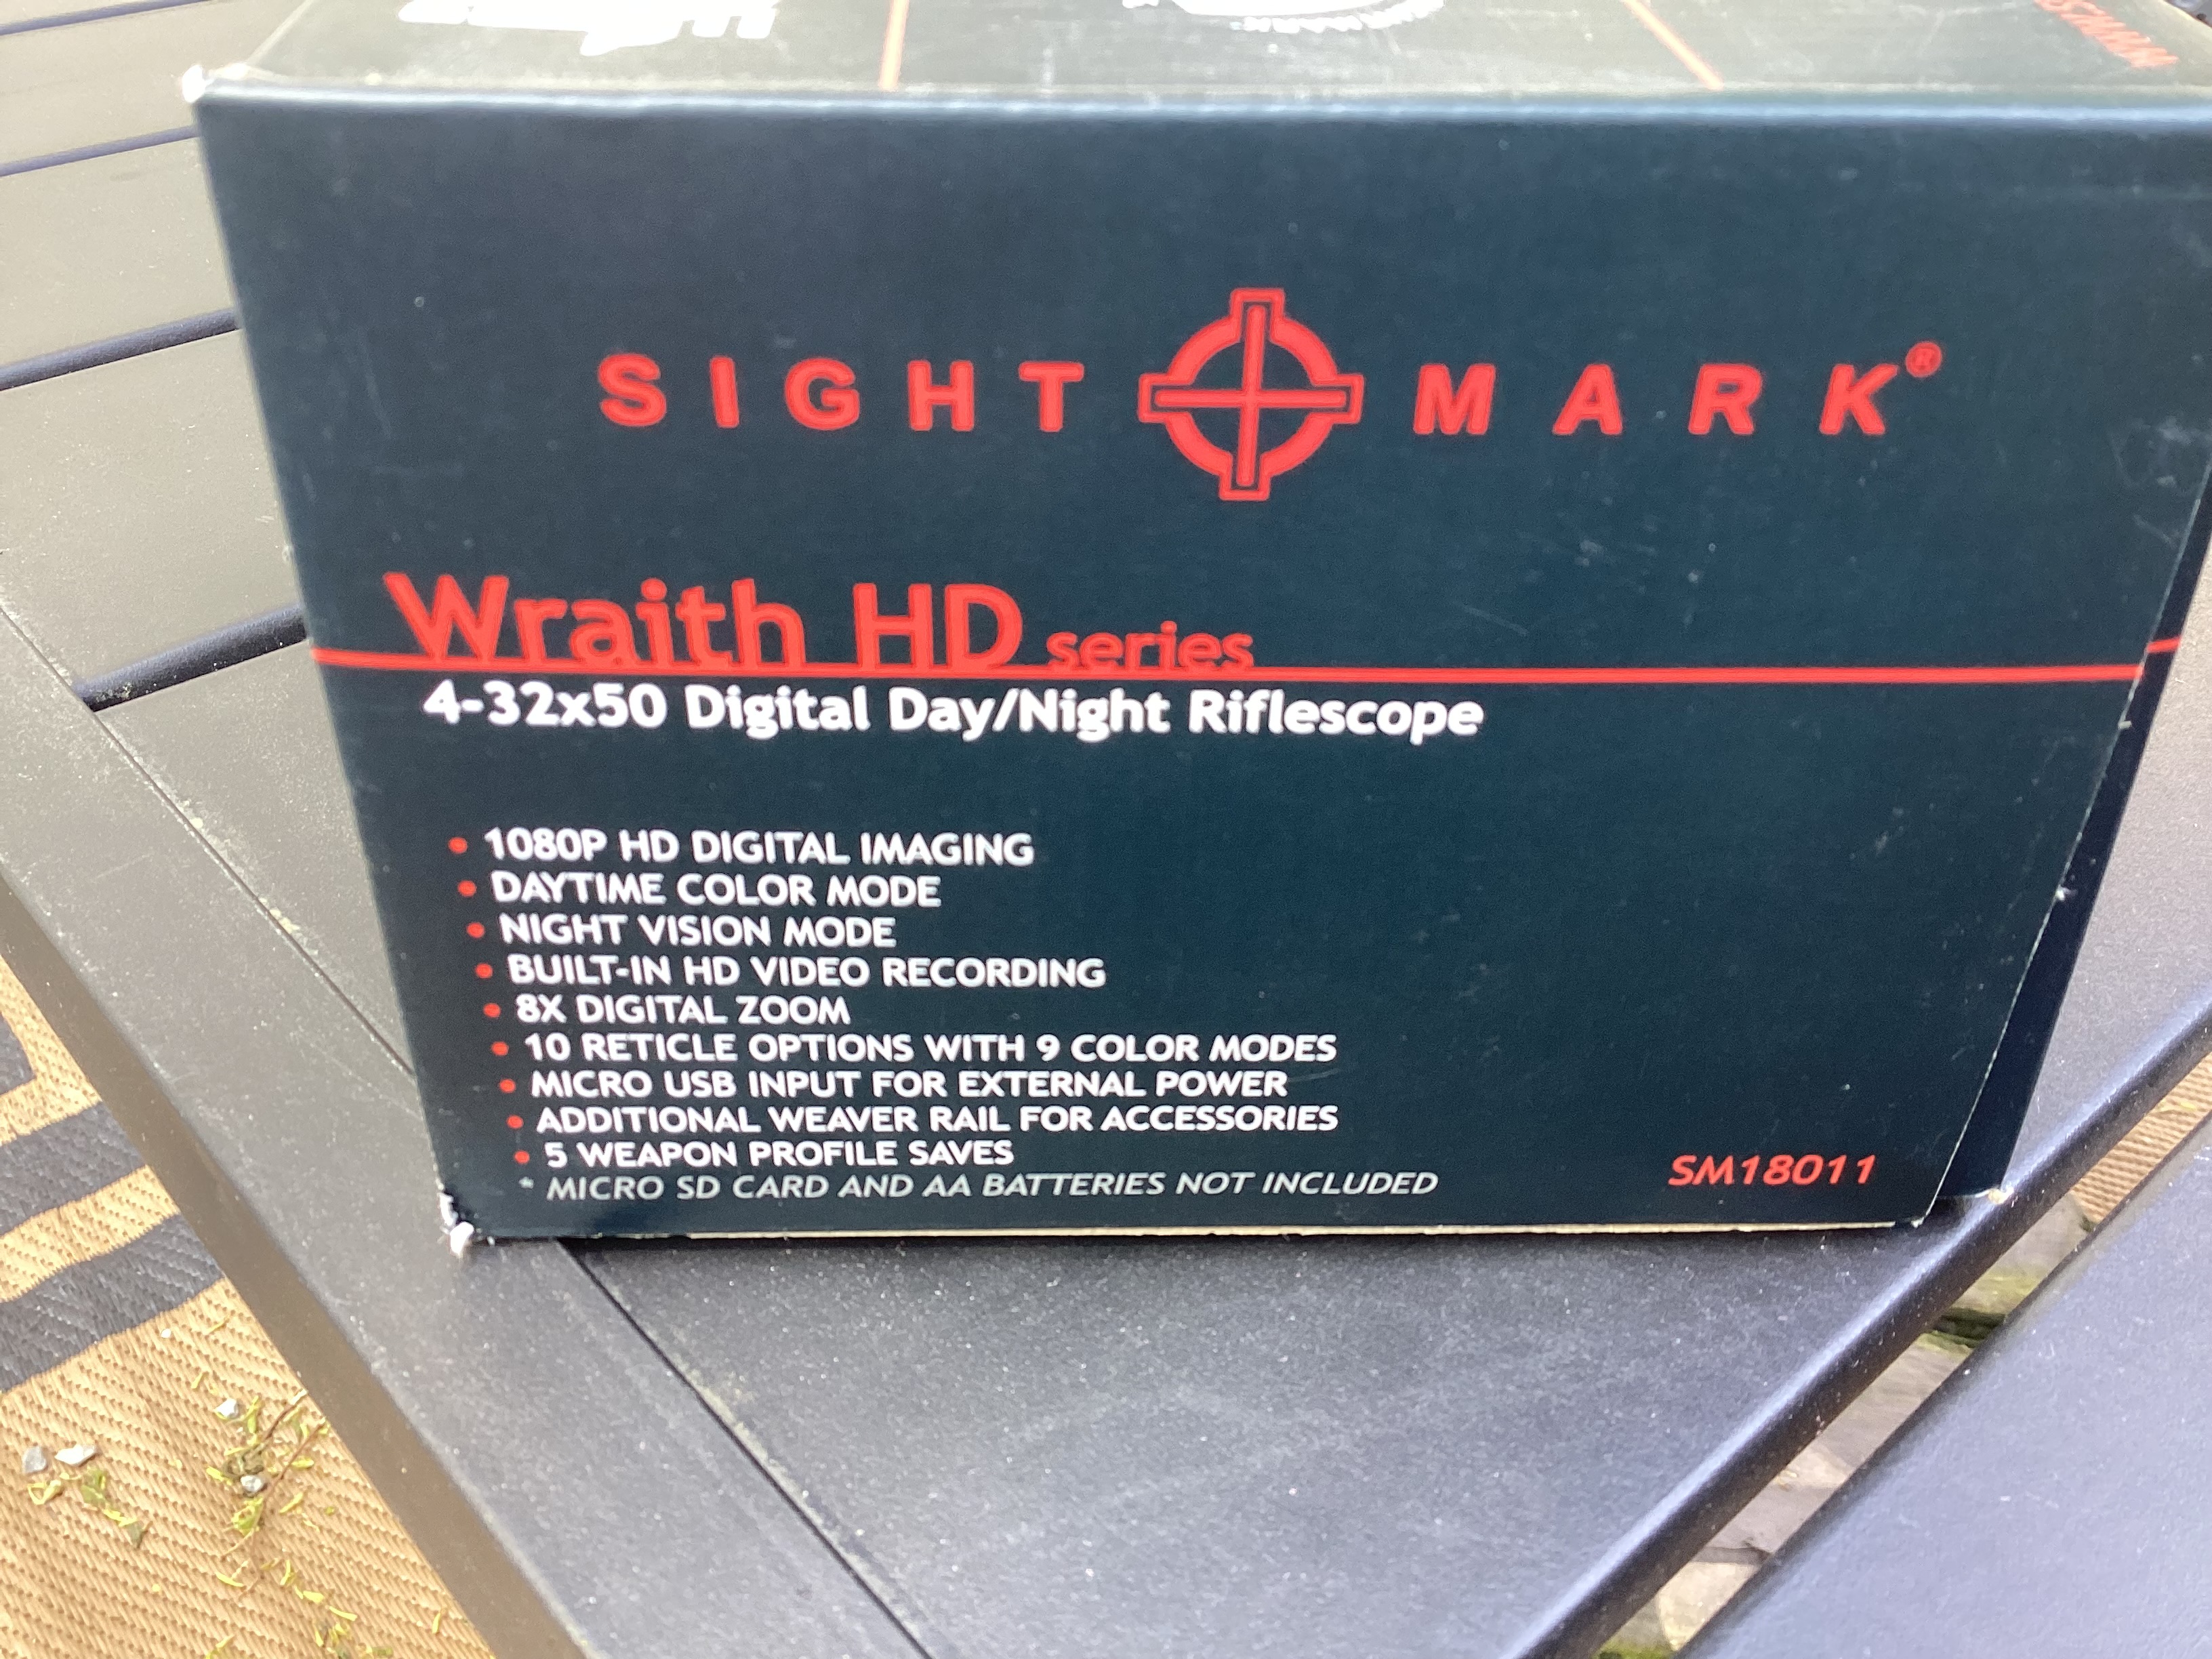 SIGHT MARK®
Wraith HD series
4-32x50 Digital Day/Night Riflescope
• 1080P HD DIGITAL IMAGING
• DAYTIME COLOR MODE
• NIGHT VISION MODE
• BUILT-IN HD VIDEO RECORDING
• 8X DIGITAL ZOOM
• 10 RETICLE OPTIONS WITH 9 COLOR MODES
• MICRO USB INPUT FOR EXTERNAL POWER
• ADDITIONAL WEAVER RAIL FOR ACCESSORIES
• 5 WEAPON PROFILE SAVES
* MICRO SD CARD AND AA BATTERIES NOT INCLUDED
SM18011